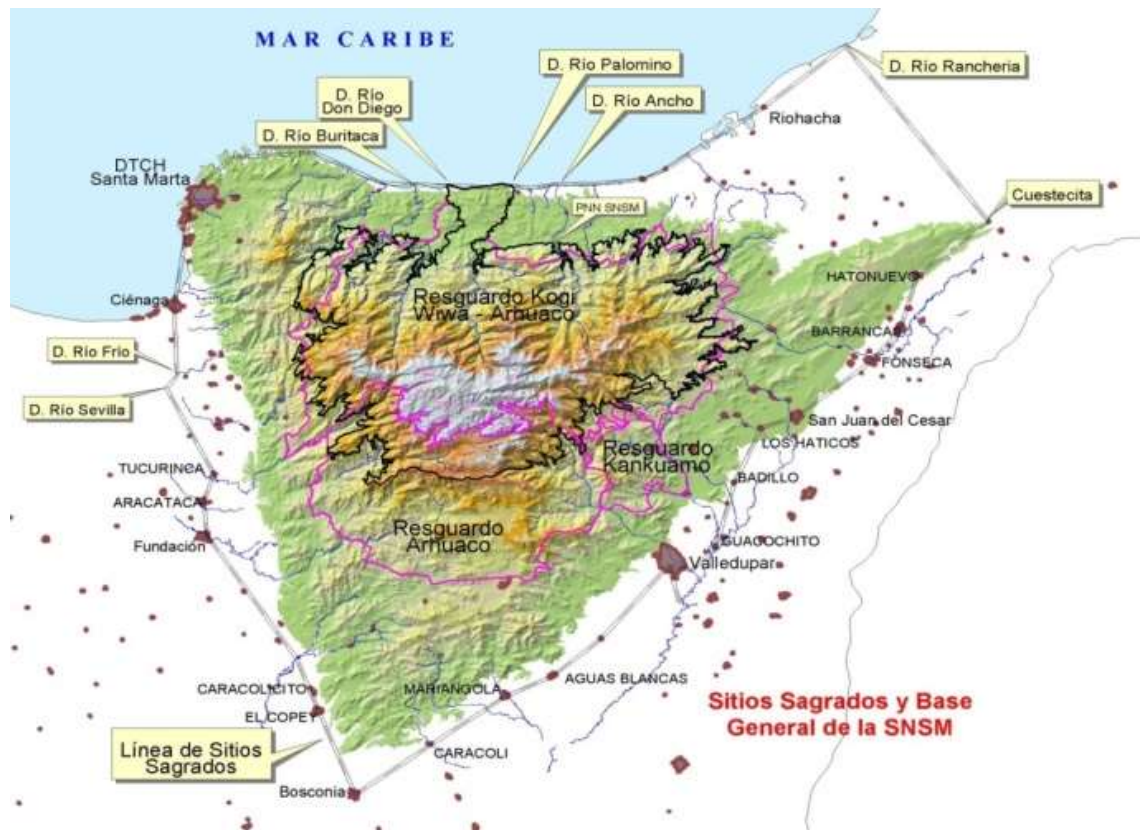 MAR CARIBE
D. Río Palomino
D. Río Rancheria
D. Río
Don Diego
D. Río Ancho
D. Río Buritaca
Riohacha
DTCH
Santa Marta
Cuestecita
PNN SNSM
HATONUEVO
Resguardo Kogi
Wiwa - Arhuaco
Ciénaga
BARRANCAS
D. Río Frío
FONSECA
D. Río Sevilla
San Juan del Cesar
LOS HATICOS
Resguardo
Kankuamo
TUCURINCA
BADILLO
ARACATACA
Resguardo
Arhuaco
Fundación
GUACOCHITO
Valledupar
AGUAS BLANCAS
CARACOLICITO
MARIANGOLA
Sitios Sagrados y Base
General de la SNSM
EL COPEY
Línea de Sitios
Sagrados
CARACOLI
Bosconia